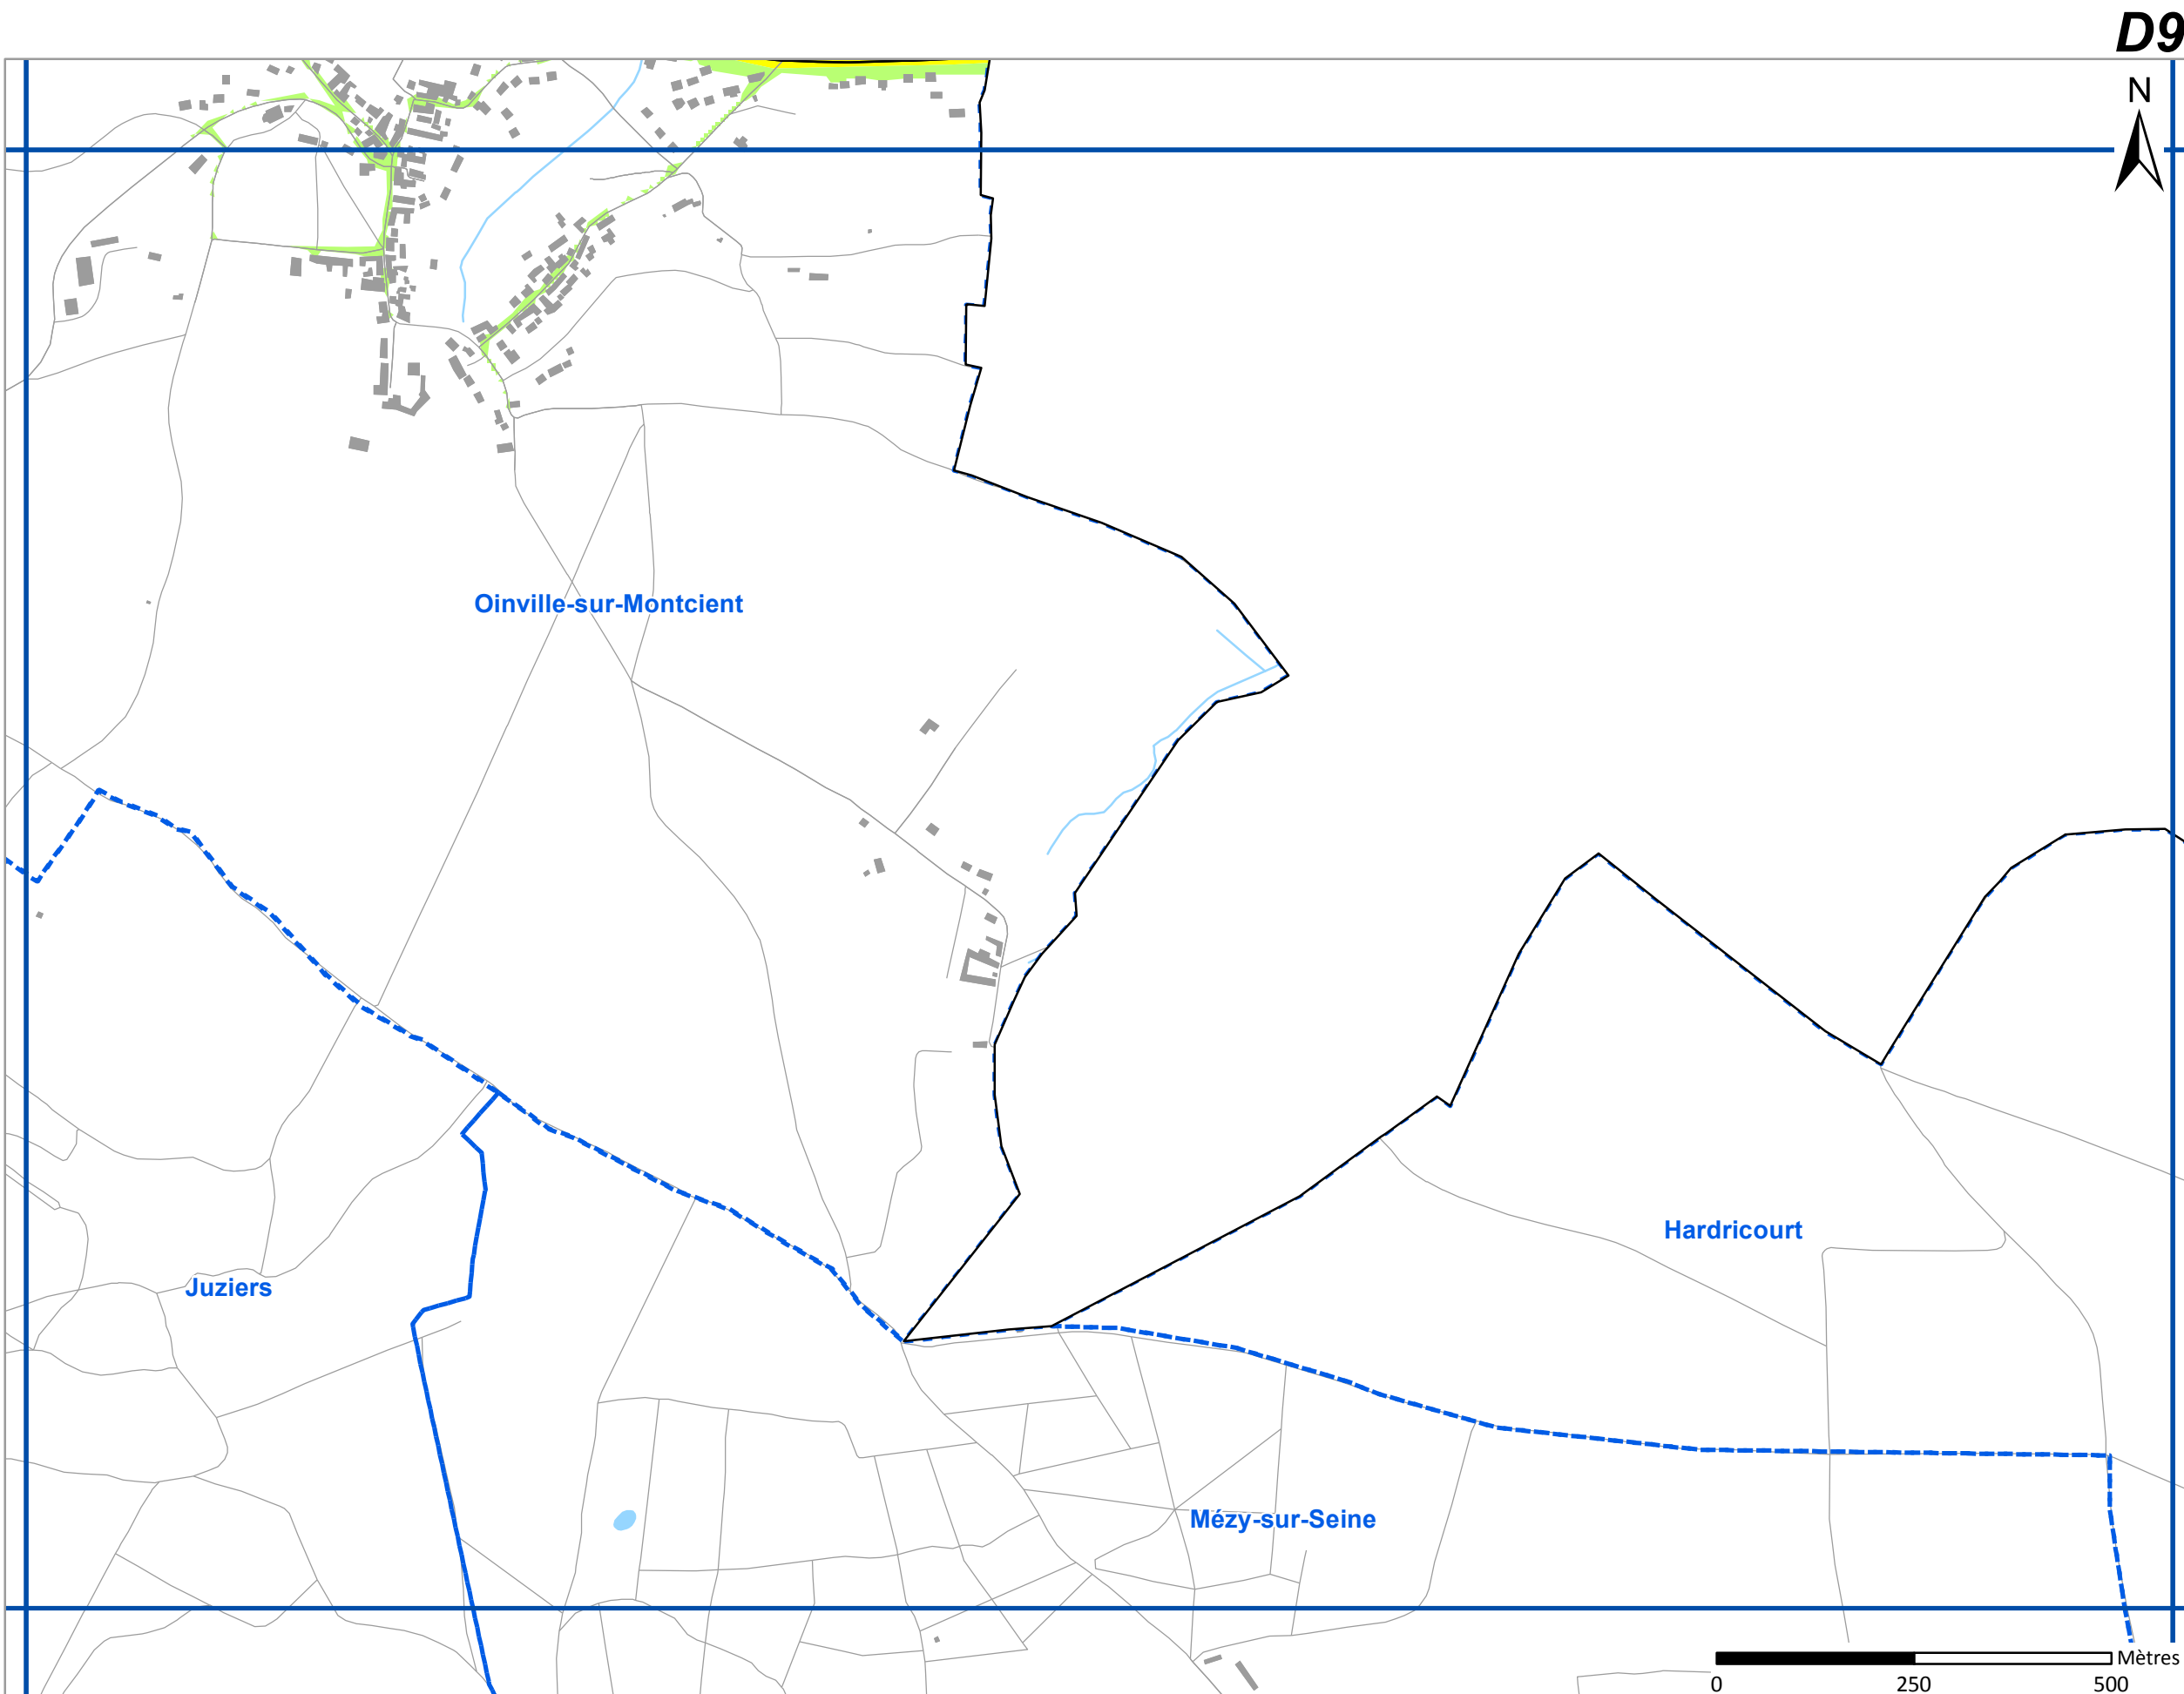 D9
N
Oinville-sur-Montcient
Hardricourt
Juziers
Mézy-sur-Seine
Mètres
0 250 500